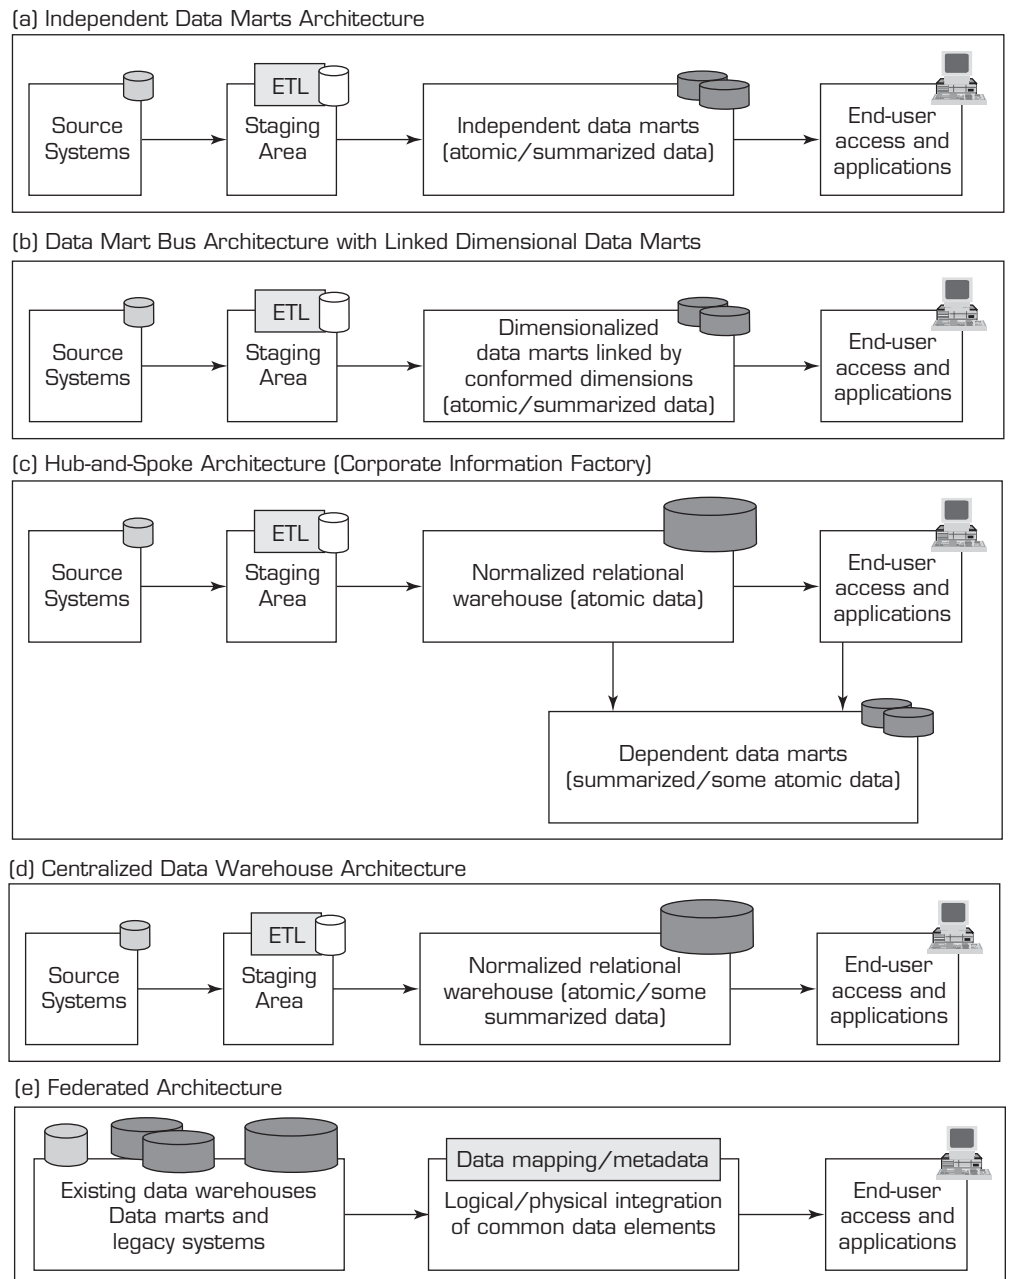 (a) Independent Data Marts Architecture
ETL
Source
Systems
Staging
Area
Independent data marts
(atomic/summarized data)
End-user
access and
applications
(b) Data Mart Bus Architecture with Linked Dimensional Data Marts
ETL
Source
Systems
Staging
Area
Dimensionalized
data marts linked by
conformed dimensions
(atomic/summarized data)
End-user
access and
applications
(c) Hub-and-Spoke Architecture (Corporate Information Factory)
ETL
Source
Systems
Staging
Area
Normalized relational
warehouse (atomic data)
End-user
access and
applications
Dependent data marts
(summarized/some atomic data)
(d) Centralized Data Warehouse Architecture
ETL
Source
Systems
Staging
Area
Normalized relational
warehouse (atomic/some
summarized data)
End-user
access and
applications
(e) Federated Architecture
Existing data warehouses
Data marts and
legacy systems
Data mapping/metadata
Logical/physical integration
of common data elements
End-user
access and
applications